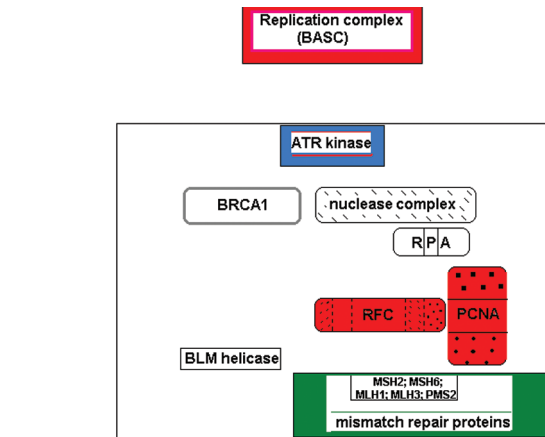 Replication complex
(BASC)
ATR kinase
BRCA1
nuclease complex
RPA
RFC
PCNA
BLM helicase
MSH2; MSH6;
MLH1; MLH3; PMS2
mismatch repair proteins